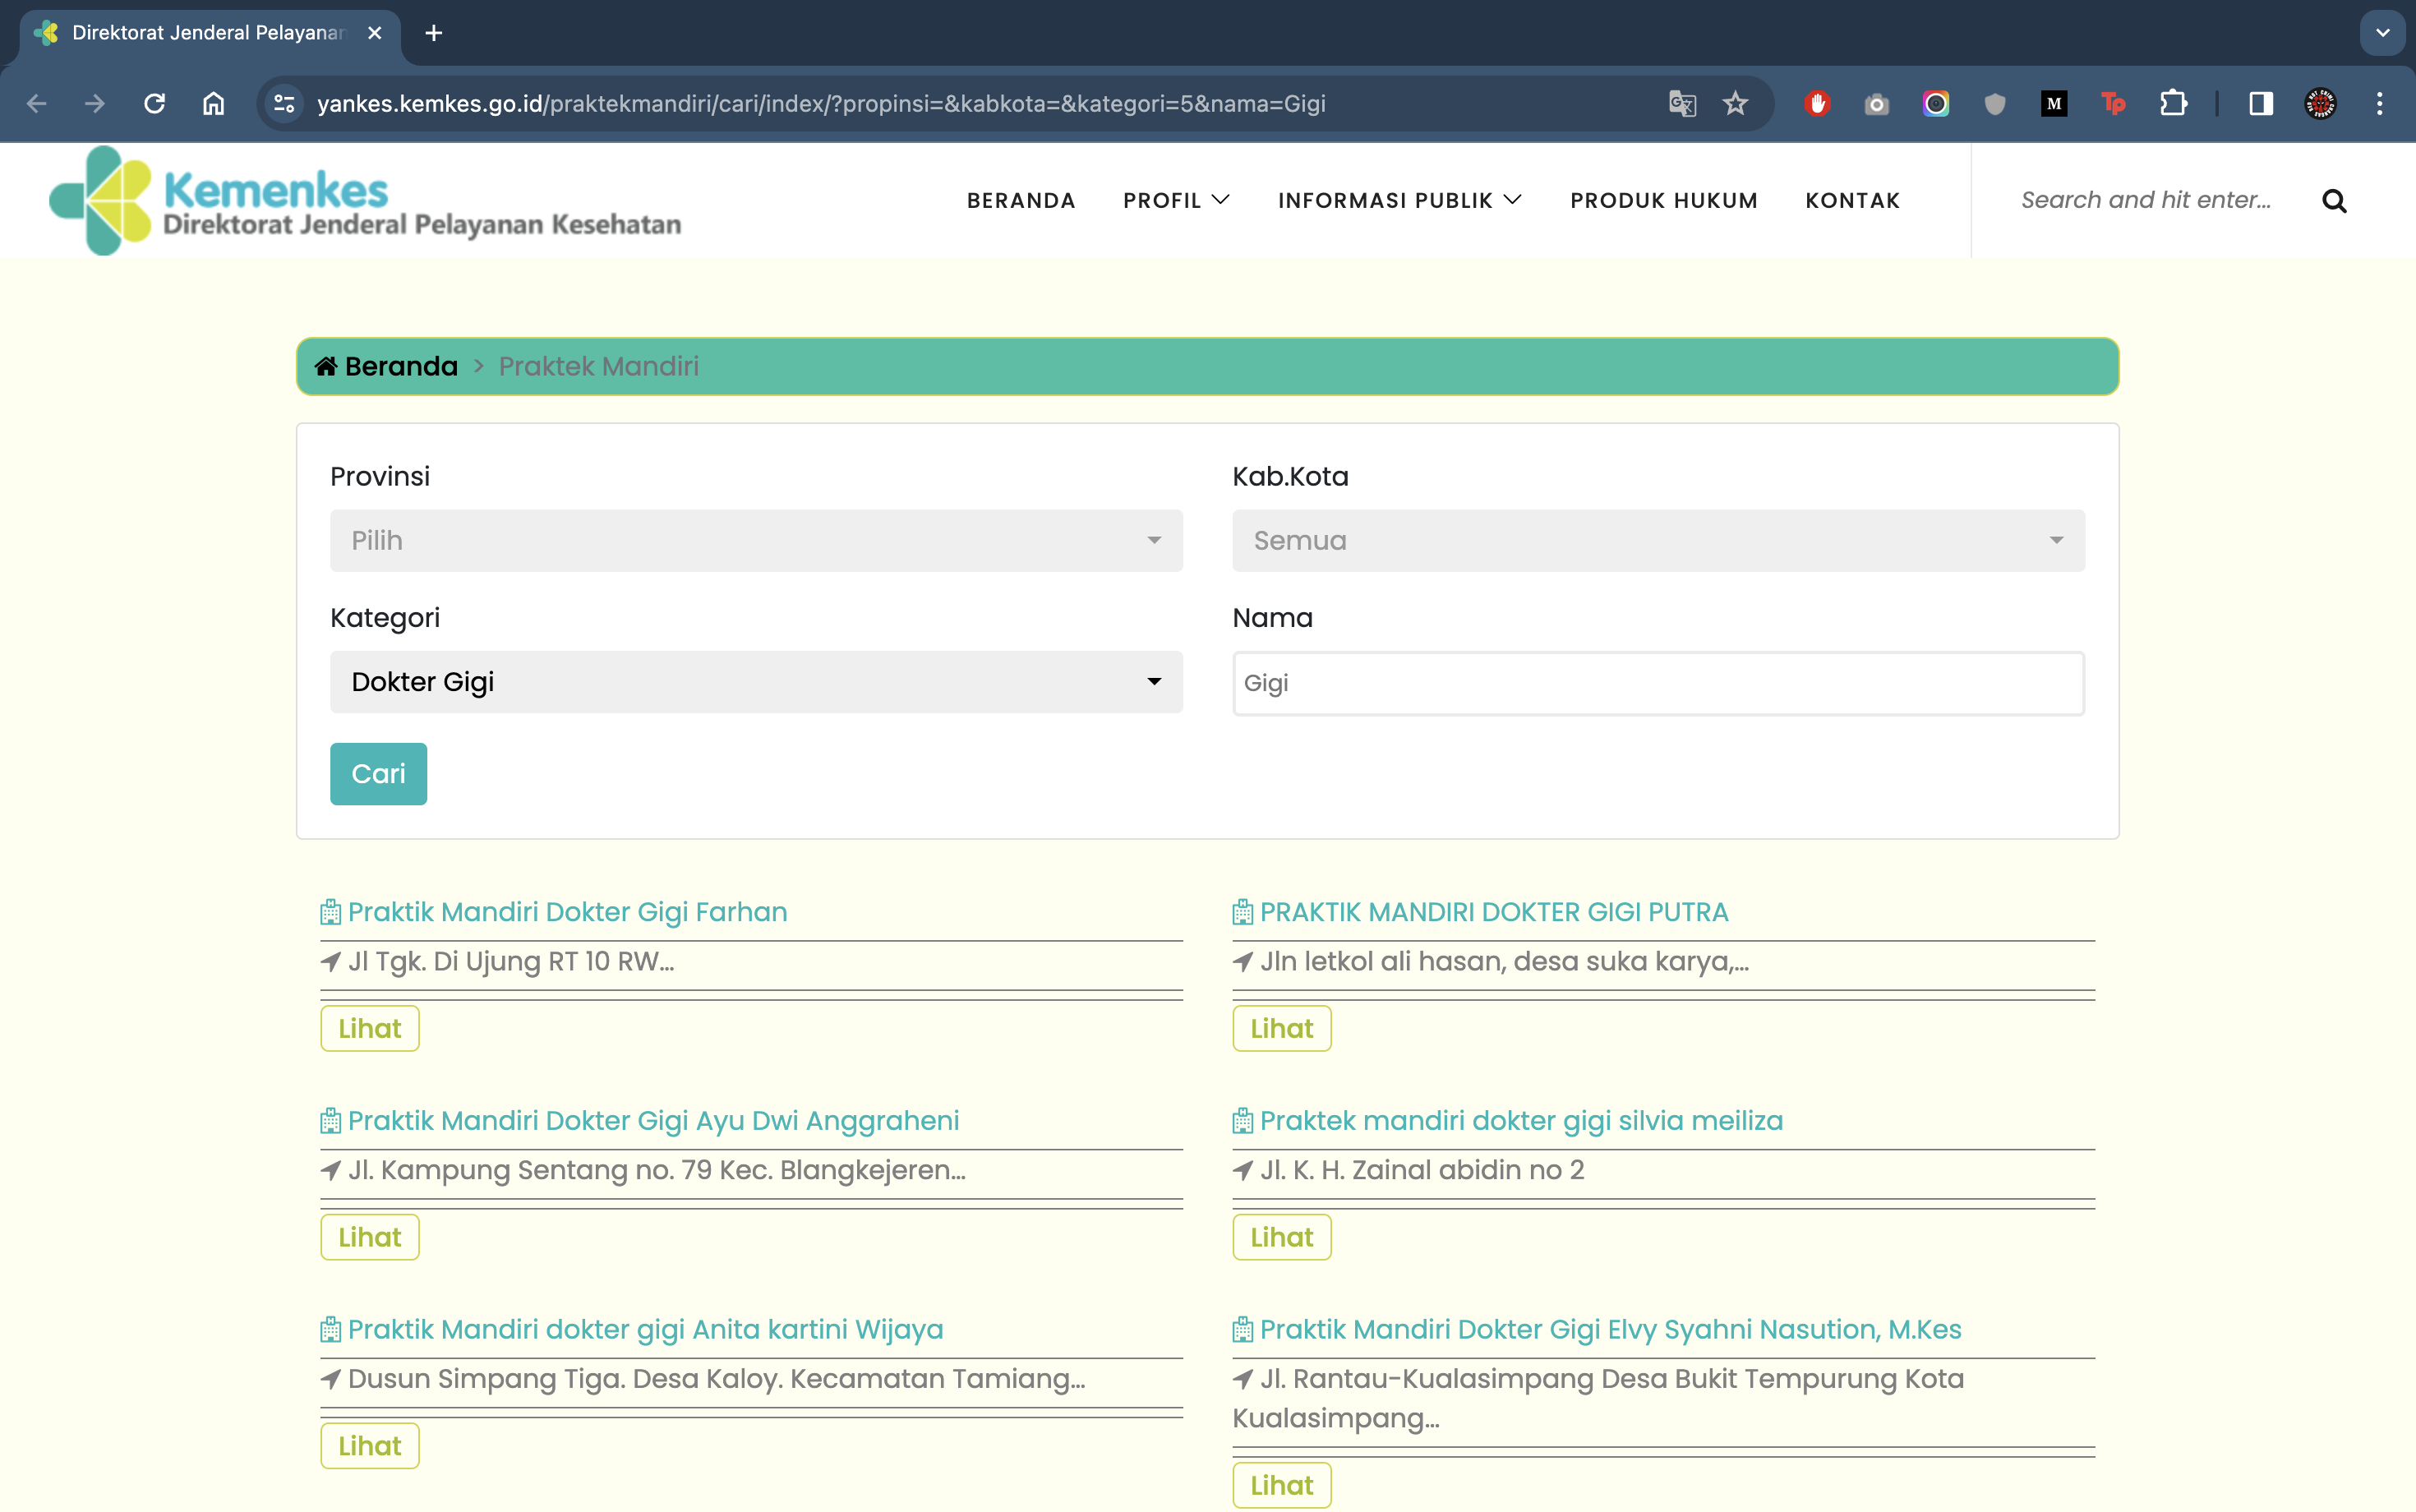 Direktorat Jenderal Pelayanan
yankes.kemkes.go.id/praktekmandiri/cari/index/?propinsi=&kabkota=&kategori=5&nama=Gigi
Kemenkes
Direktorat Jenderal Pelayanan Kesehatan
BERANDA
PROFIL
INFORMASI PUBLIK
PRODUK HUKUM
KONTAK
Search and hit enter...
Beranda > Praktek Mandiri
Provinsi
Kab.Kota
Pilih
Semua
Kategori
Nama
Dokter Gigi
Gigi
Cari
Praktik Mandiri Dokter Gigi Farhan
Jl Tgk. Di Ujung RT 10 RW...
Lihat
PRAKTIK MANDIRI DOKTER GIGI PUTRA
Jln letkol ali hasan, desa suka karya,...
Lihat
Praktik Mandiri Dokter Gigi Ayu Dwi Anggraheni
Jl. Kampung Sentang no. 79 Kec. Blangkejeren...
Lihat
Praktek mandiri dokter gigi silvia meiliza
Jl. K. H. Zainal abidin no 2
Lihat
Praktik Mandiri dokter gigi Anita kartini Wijaya
Dusun Simpang Tiga. Desa Kaloy. Kecamatan Tamiang...
Lihat
Praktik Mandiri Dokter Gigi Elvy Syahni Nasution, M.Kes
Jl. Rantau-Kualasimpang Desa Bukit Tempurung Kota
Kualasimpang...
Lihat